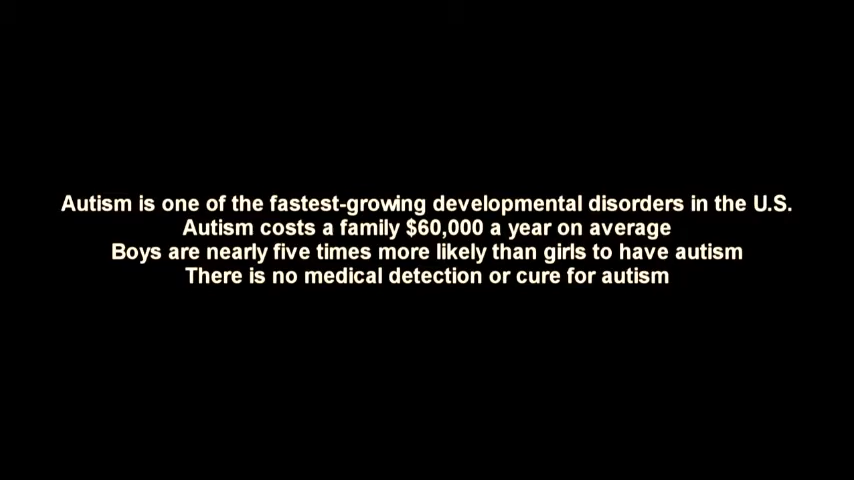 Autism is one of the fastest-growing developmental disorders in the U.S.
Autism costs a family $60,000 a year on average
Boys are nearly five times more likely than girls to have autism
There is no medical detection or cure for autism